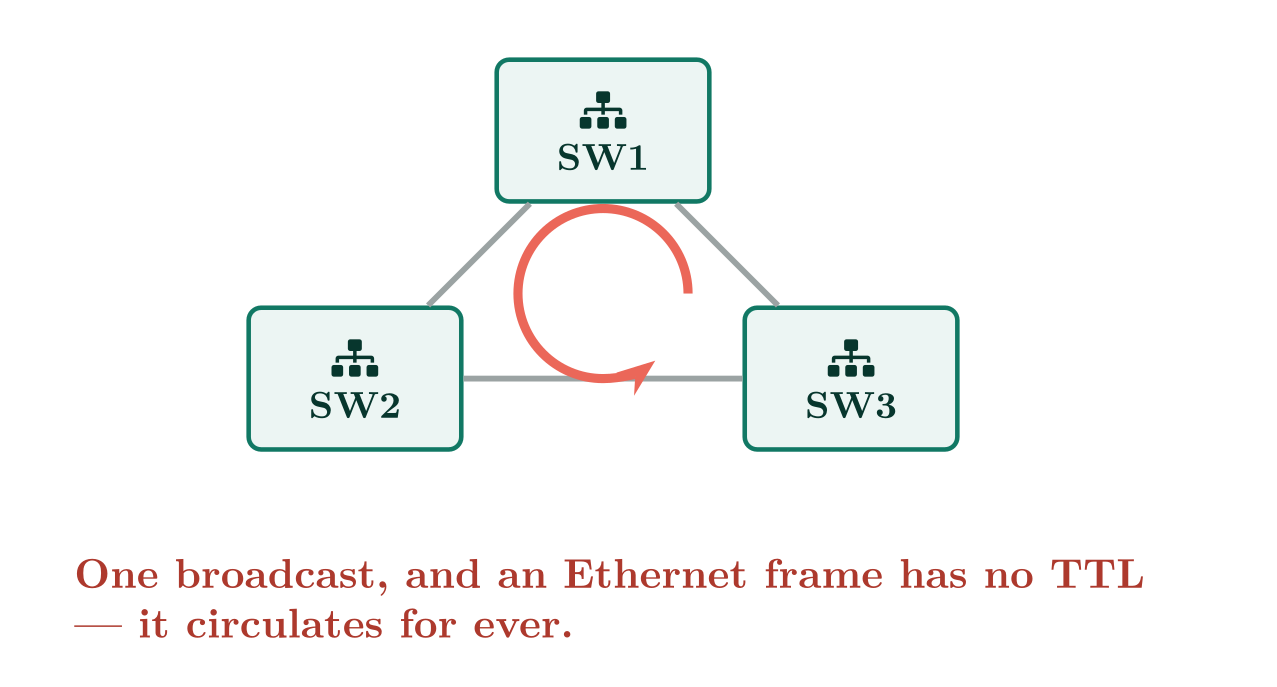 SW1
SW2
SW3
One broadcast, and an Ethernet frame has no TTL
— it circulates for ever.